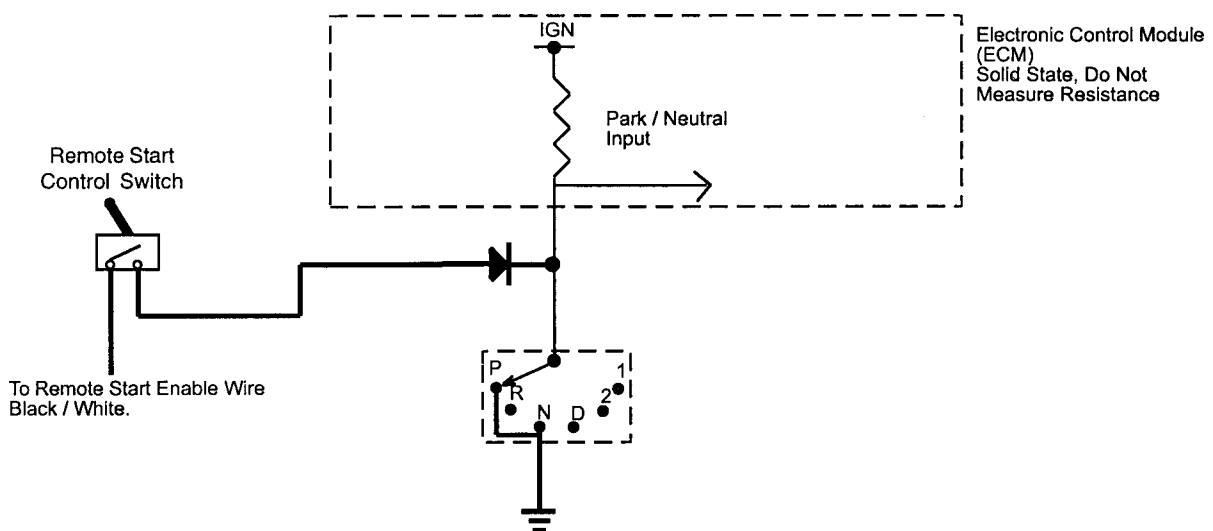 IGN
Electronic Control Module
(ECM)
Solid State, Do Not
Measure Resistance
Park / Neutral
Input
Remote Start
Control Switch
To Remote Start Enable Wire
Black / White.
P
R
N
D
2
1